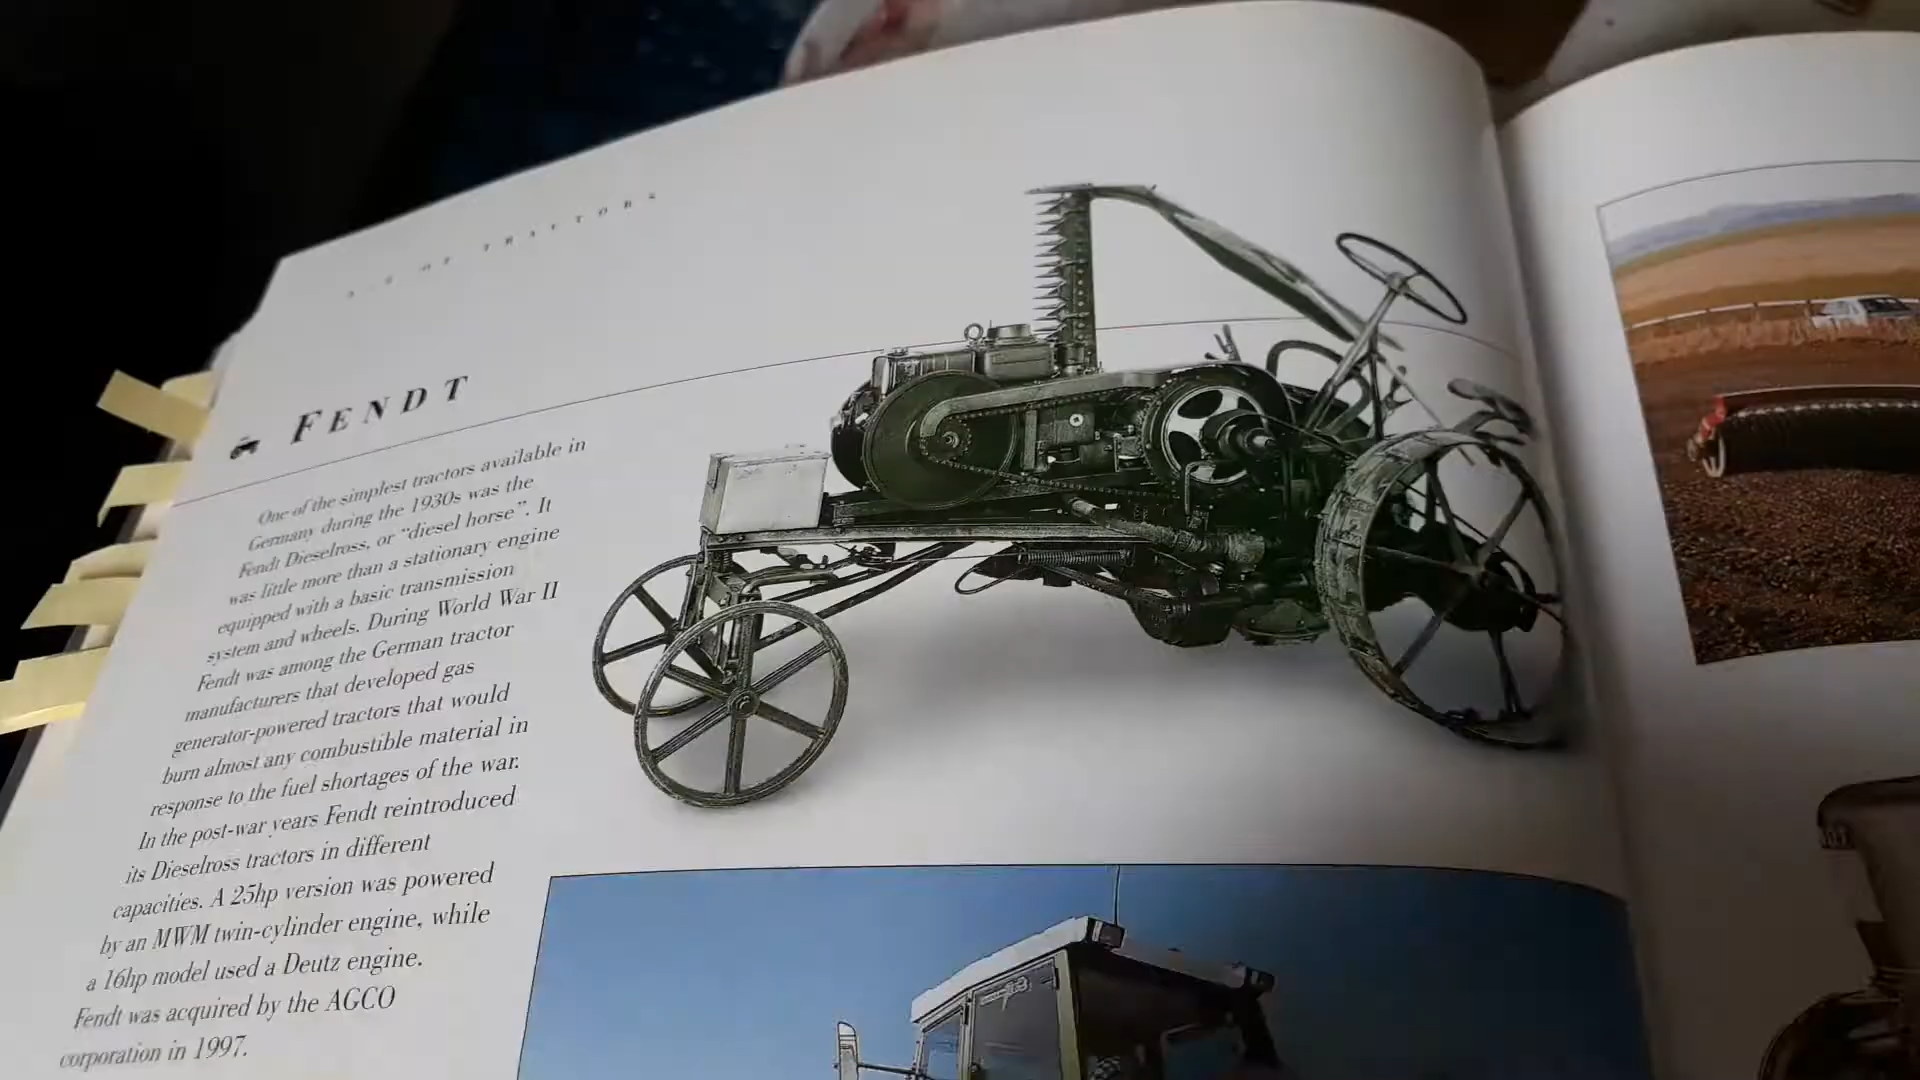 A-Z OF TRACTORS
FENDT
One of the simplest tractors available in
Germany during the 1930s was the
Fendt Dieselross, or "diesel horse". It
was little more than a stationary engine
equipped with a basic transmission
system and wheels. During World War II
Fendt was among the German tractor
manufacturers that developed gas
generator-powered tractors that would
burn almost any combustible material in
response to the fuel shortages of the war.
In the post-war years Fendt reintroduced
its Dieselross tractors in different
capacities. A 25hp version was powered
by an MWM twin-cylinder engine, while
a 16hp model used a Deutz engine.
Fendt was acquired by the AGCO
corporation in 1997.